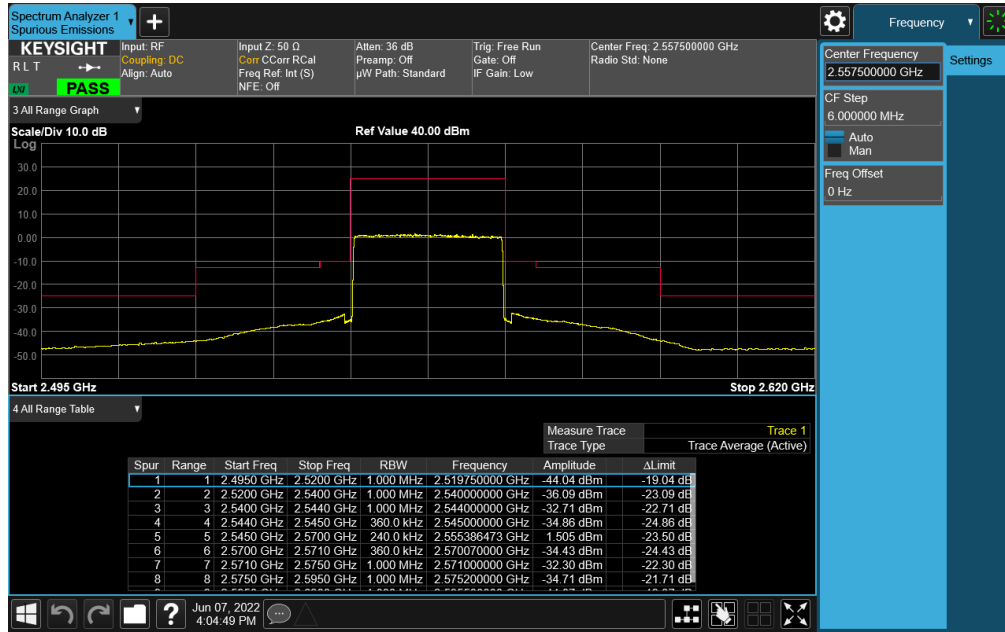 Spectrum Analyzer 1
Spurious Emissions
Frequency
KEYSIGHT
R L T
LXI
PASS
Input: RF
Coupling: DC
Align: Auto
Input Z: 50 Ω
Corr CCorr RCal
Freq Ref: Int (S)
NFE: Off
Atten: 36 dB
Preamp: Off
µW Path: Standard
Trig: Free Run
Gate: Off
IF Gain: Low
Center Freq: 2.557500000 GHz
Radio Std: None
Center Frequency
2.557500000 GHz
Settings
CF Step
6.000000 MHz
Auto
Man
Freq Offset
0 Hz
3 All Range Graph
Scale/Div 10.0 dB
Ref Value 40.00 dBm
Log
30.0
20.0
10.0
0.00
-10.0
-20.0
-30.0
-40.0
-50.0
Start 2.495 GHz
Stop 2.620 GHz
4 All Range Table
Measure Trace Trace 1
Trace Type Trace Average (Active)
Spur Range Start Freq Stop Freq RBW Frequency Amplitude ΔLimit
1 1 2.4950 GHz 2.5200 GHz 1.000 MHz 2.519750000 GHz -44.04 dBm -19.04 dB
2 2 2.5200 GHz 2.5400 GHz 1.000 MHz 2.540000000 GHz -36.09 dBm -23.09 dB
3 3 2.5400 GHz 2.5440 GHz 1.000 MHz 2.544000000 GHz -32.71 dBm -22.71 dB
4 4 2.5440 GHz 2.5450 GHz 360.0 kHz 2.545000000 GHz -34.86 dBm -24.86 dB
5 5 2.5450 GHz 2.5700 GHz 240.0 kHz 2.555386473 GHz 1.505 dBm -23.50 dB
6 6 2.5700 GHz 2.5710 GHz 360.0 kHz 2.570070000 GHz -34.43 dBm -24.43 dB
7 7 2.5710 GHz 2.5750 GHz 1.000 MHz 2.571000000 GHz -32.30 dBm -22.30 dB
8 8 2.5750 GHz 2.5950 GHz 1.000 MHz 2.575200000 GHz -34.71 dBm -21.71 dB
Jun 07, 2022
4:04:49 PM